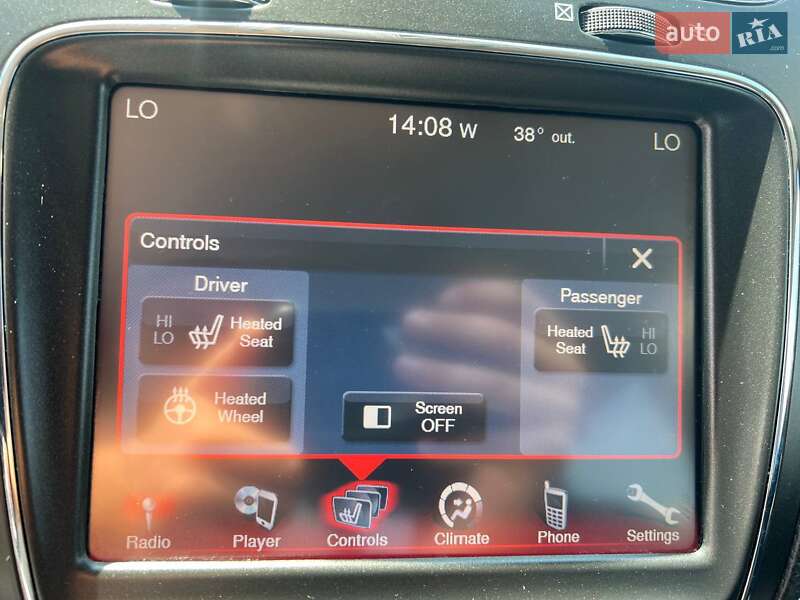 auto RIA
.com
LO
14:08 W
38° out.
LO
Controls
Driver
Passenger
HI
LO
Heated
Seat
Heated
Seat
HI
LO
Heated
Wheel
Screen
OFF
Radio
Player
Controls
Climate
Phone
Settings